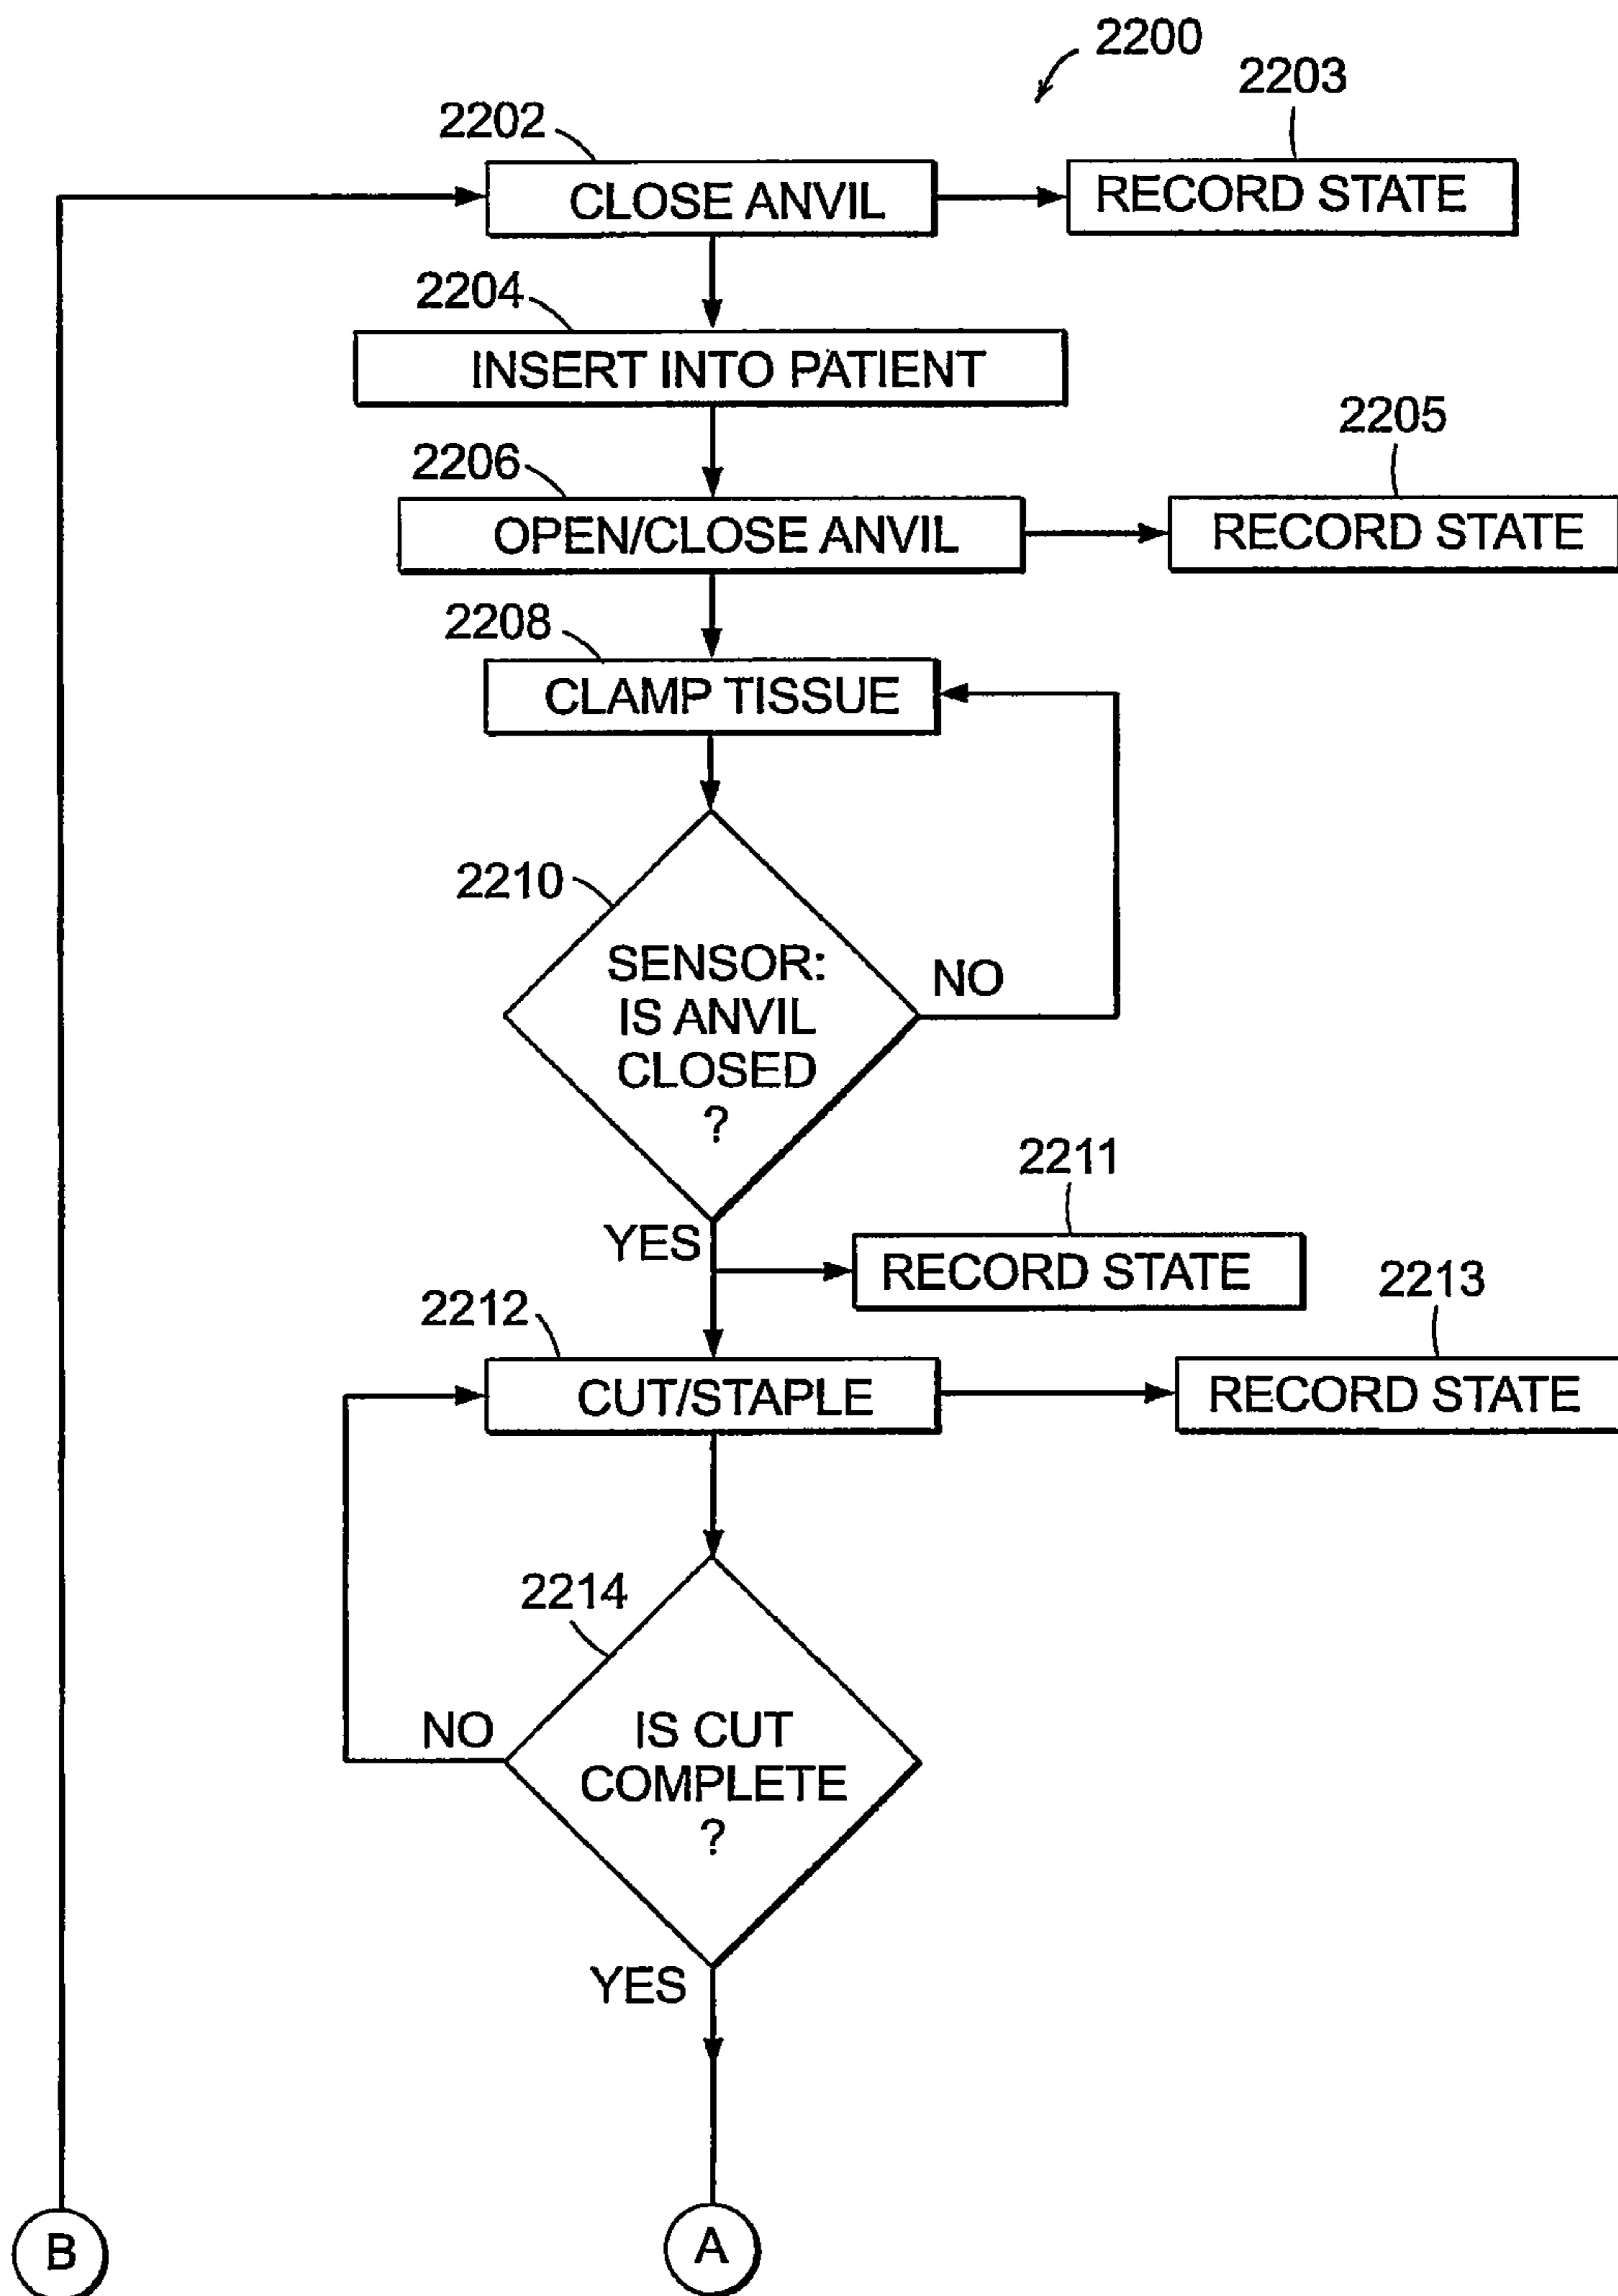 2200
2203
2202
CLOSE ANVIL
RECORD STATE
2204
INSERT INTO PATIENT
2205
2206
OPEN/CLOSE ANVIL
RECORD STATE
2208
CLAMP TISSUE
2210
SENSOR:
IS ANVIL
CLOSED
?
NO
2211
YES
RECORD STATE
2213
2212
CUT/STAPLE
RECORD STATE
2214
NO
IS CUT
COMPLETE
?
YES
B
A